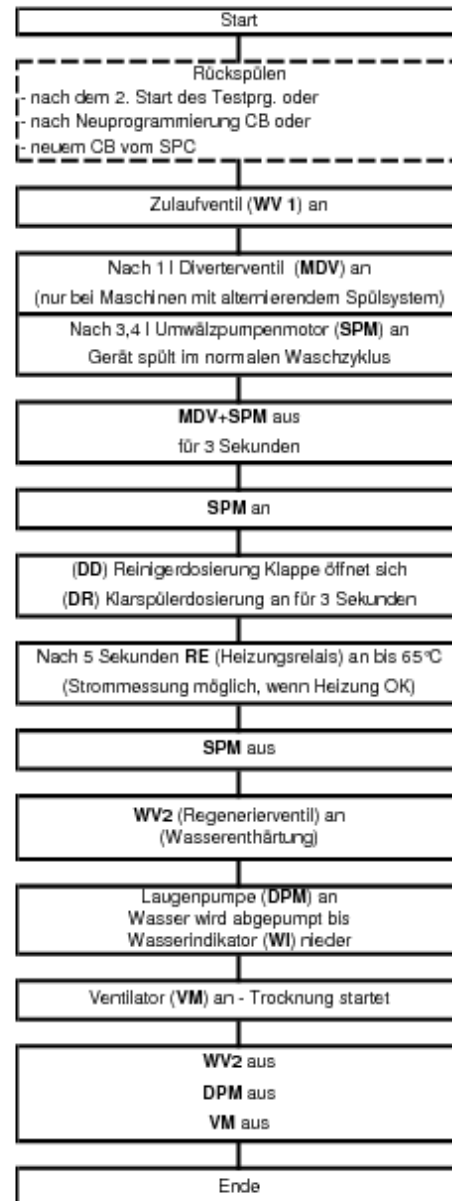 Start
Rückspülen
- nach dem 2. Start des Testprg. oder
- nach Neuprogrammierung CB oder
- neuem CB vom SPC
Zulaufventil (WV 1) an
Nach 1 l Diverterventil (MDV) an
(nur bei Maschinen mit alternierendem Spülsystem)
Nach 3,4 l Umwälzpumpenmotor (SPM) an
Gerät spült im normalen Waschzyklus
MDV+SPM aus
für 3 Sekunden
SPM an
(DD) Reinigerdosierung Klappe öffnet sich
(DR) Klarspülerdosierung an für 3 Sekunden
Nach 5 Sekunden RE (Heizungsrelais) an bis 65°C
(Strommessung möglich, wenn Heizung OK)
SPM aus
WV2 (Regenerierventil) an
(Wasserenthärtung)
Laugenpumpe (DPM) an
Wasser wird abgepumpt bis
Wasserindikator (WI) nieder
Ventilator (VM) an - Trocknung startet
WV2 aus
DPM aus
VM aus
Ende